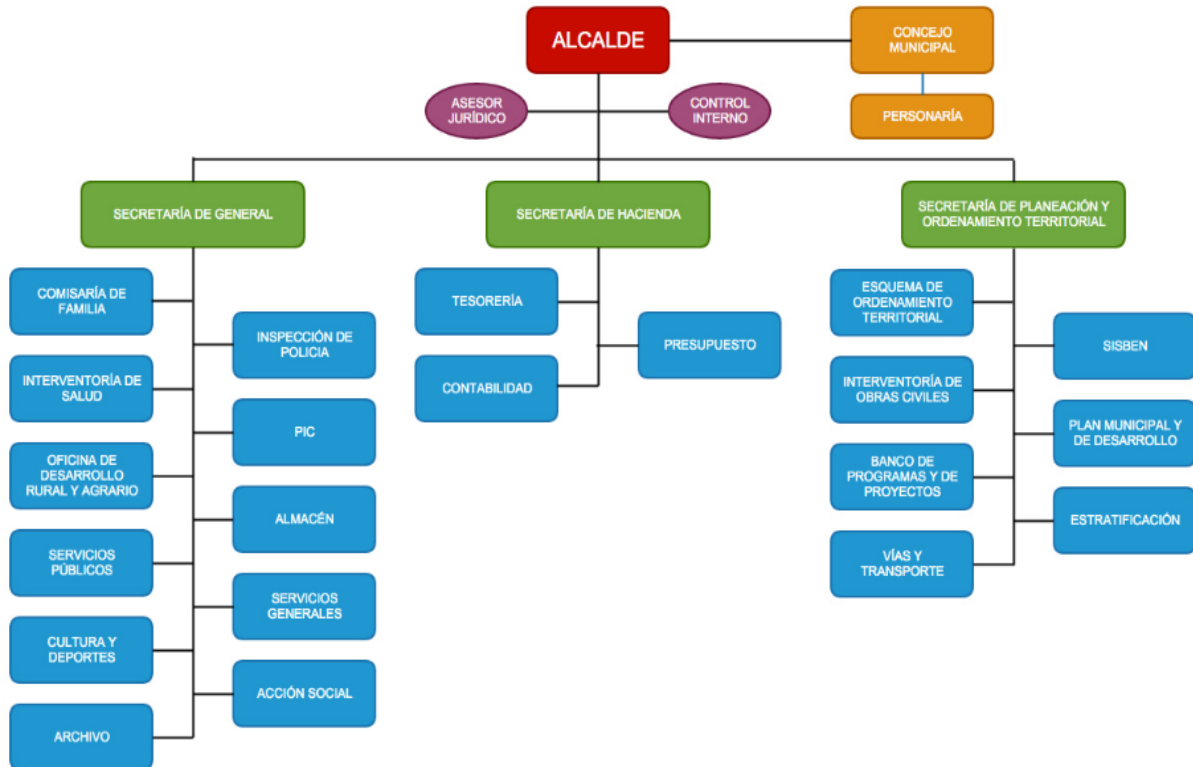 ALCALDE
CONCEJO
MUNICIPAL
ASESOR
JURÍDICO
CONTROL
INTERNO
PERSONARÍA
SECRETARÍA DE GENERAL
SECRETARÍA DE HACIENDA
SECRETARÍA DE PLANEACIÓN Y
ORDENAMIENTO TERRITORIAL
COMISARÍA DE
FAMILIA
INSPECCIÓN DE
POLICIA
INTERVENTORÍA DE
SALUD
PIC
OFICINA DE
DESARROLLO
RURAL Y AGRARIO
ALMACÉN
SERVICIOS
PÚBLICOS
SERVICIOS
GENERALES
CULTURA Y
DEPORTES
ACCIÓN SOCIAL
ARCHIVO
TESORERÍA
PRESUPUESTO
CONTABILIDAD
ESQUEMA DE
ORDENAMIENTO
TERRITORIAL
SISBEN
INTERVENTORÍA DE
OBRAS CIVILES
PLAN MUNICIPAL Y
DE DESARROLLO
BANCO DE
PROGRAMAS Y DE
PROYECTOS
ESTRATIFICACIÓN
VÍAS Y
TRANSPORTE